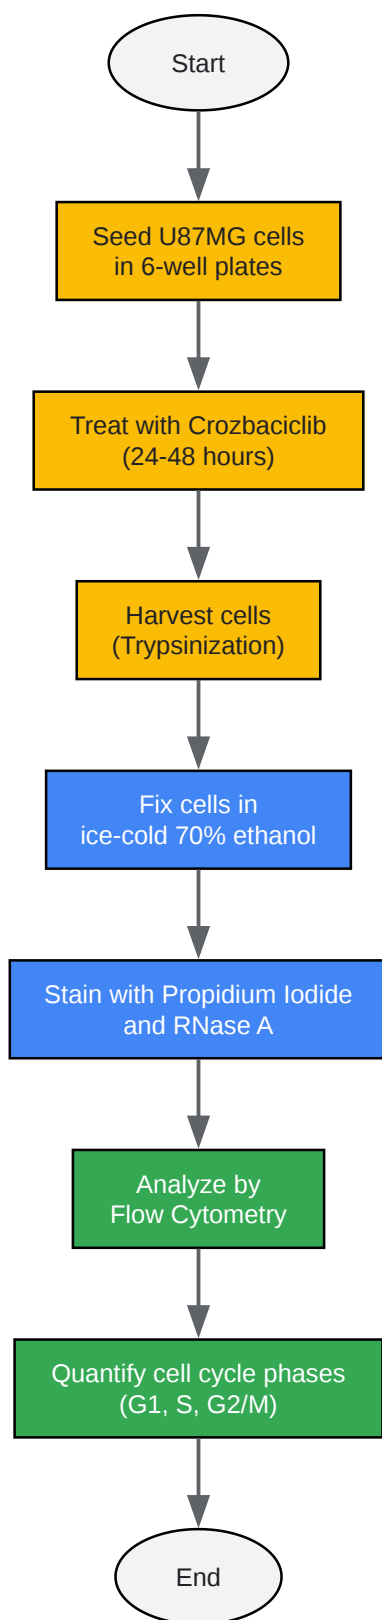 Start
Seed U87MG cells
in 6-well plates
Treat with Crozbaciclib
(24-48 hours)
Harvest cells
(Trypsinization)
Fix cells in
ice-cold 70% ethanol
Stain with Propidium Iodide
and RNase A
Analyze by
Flow Cytometry
Quantify cell cycle phases
(G1, S, G2/M)
End